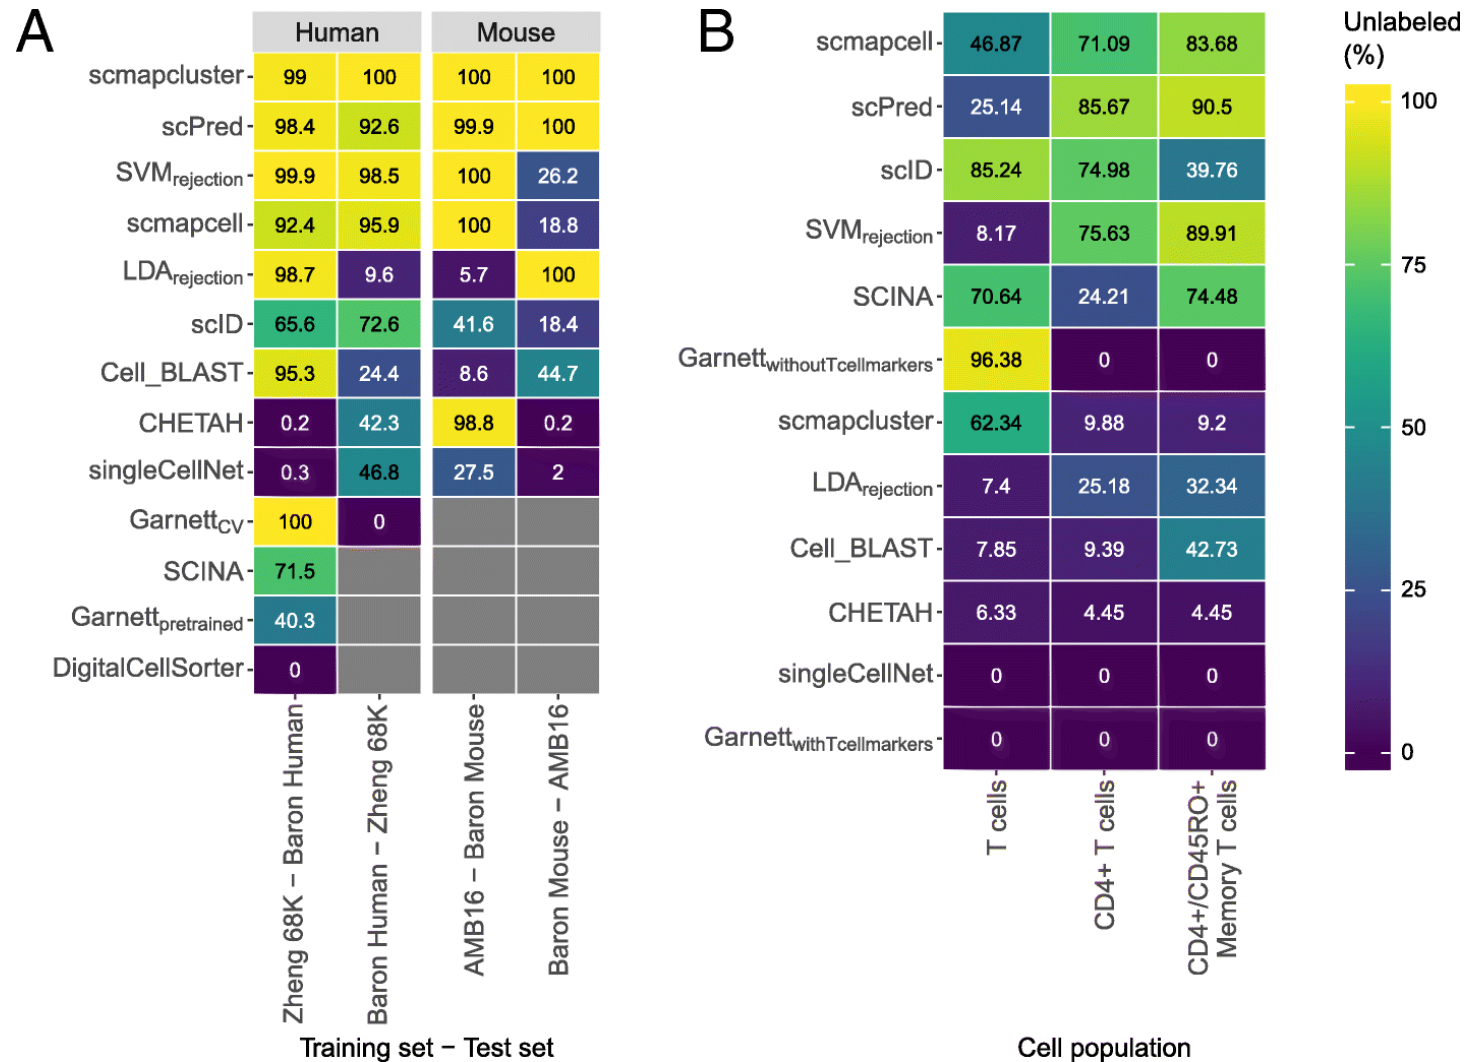 A
Human Mouse
scmapcluster 99 100 100 100
scPred 98.4 92.6 99.9 100
SVMrejection 99.9 98.5 100 26.2
scmapcell 92.4 95.9 100 18.8
LDArejection 98.7 9.6 5.7 100
scID 65.6 72.6 41.6 18.4
Cell_BLAST 95.3 24.4 8.6 44.7
CHETAH 0.2 42.3 98.8 0.2
singleCellNet 0.3 46.8 27.5 2
GarnettCV 100 0
SCINA 71.5
Garnettpretrained 40.3
DigitalCellSorter 0
Zheng 68K − Baron Human
Baron Human − Zheng 68K
AMB16 − Baron Mouse
Baron Mouse − AMB16
Training set − Test set
B
scmapcell 46.87 71.09 83.68
scPred 25.14 85.67 90.5
scID 85.24 74.98 39.76
SVMrejection 8.17 75.63 89.91
SCINA 70.64 24.21 74.48
GarnettwithoutTcellmarkers 96.38 0 0
scmapcluster 62.34 9.88 9.2
LDArejection 7.4 25.18 32.34
Cell_BLAST 7.85 9.39 42.73
CHETAH 6.33 4.45 4.45
singleCellNet 0 0 0
GarnettwithTcellmarkers 0 0 0
T cells
CD4+ T cells
CD4+/CD45RO+
Memory T cells
Cell population
Unlabeled
(%)
100
75
50
25
0